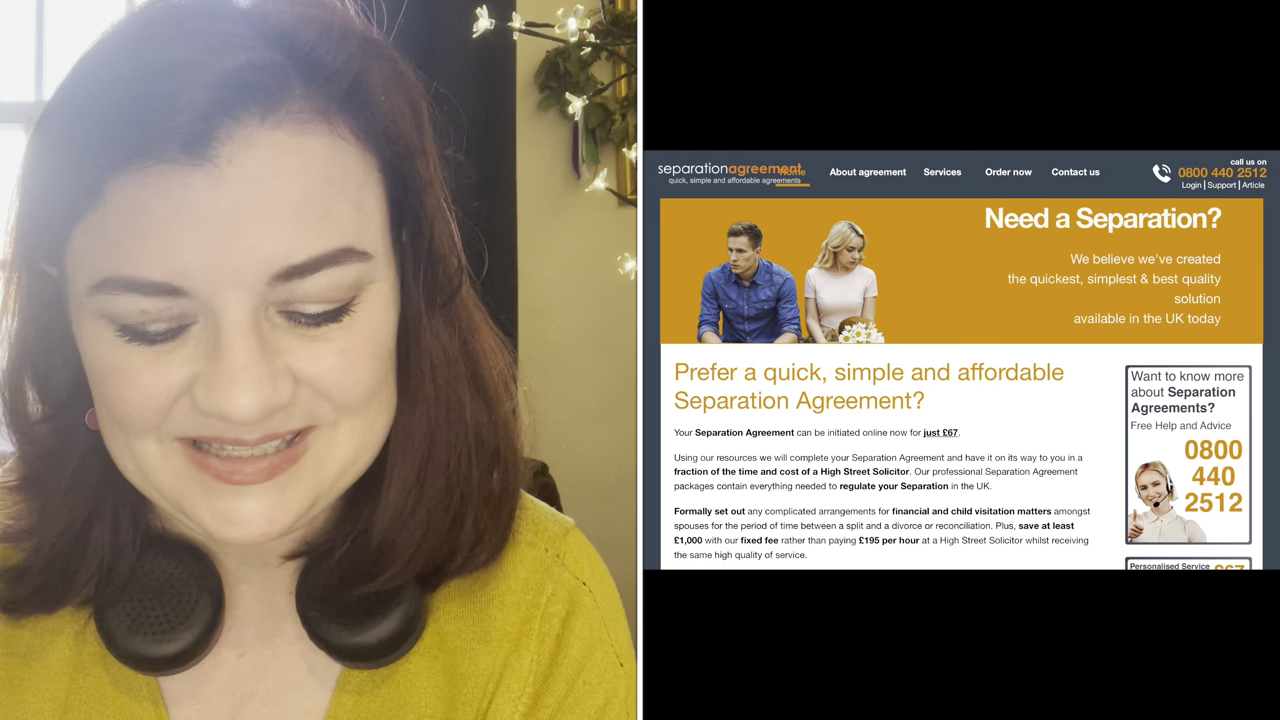 separationagreement
quick, simple and affordable agreements
Home
About agreement
Services
Order now
Contact us
call us on
0800 440 2512
Login | Support | Article
Need a Separation?
We believe we've created
the quickest, simplest & best quality
solution
available in the UK today
Prefer a quick, simple and affordable
Separation Agreement?
Your Separation Agreement can be initiated online now for just £67.
Using our resources we will complete your Separation Agreement and have it on its way to you in a
fraction of the time and cost of a High Street Solicitor. Our professional Separation Agreement
packages contain everything needed to regulate your Separation in the UK.
Formally set out any complicated arrangements for financial and child visitation matters amongst
spouses for the period of time between a split and a divorce or reconciliation. Plus, save at least
£1,000 with our fixed fee rather than paying £195 per hour at a High Street Solicitor whilst receiving
the same high quality of service.
Want to know more
about Separation
Agreements?
Free Help and Advice
0800
440
2512
Personalised Service
£67